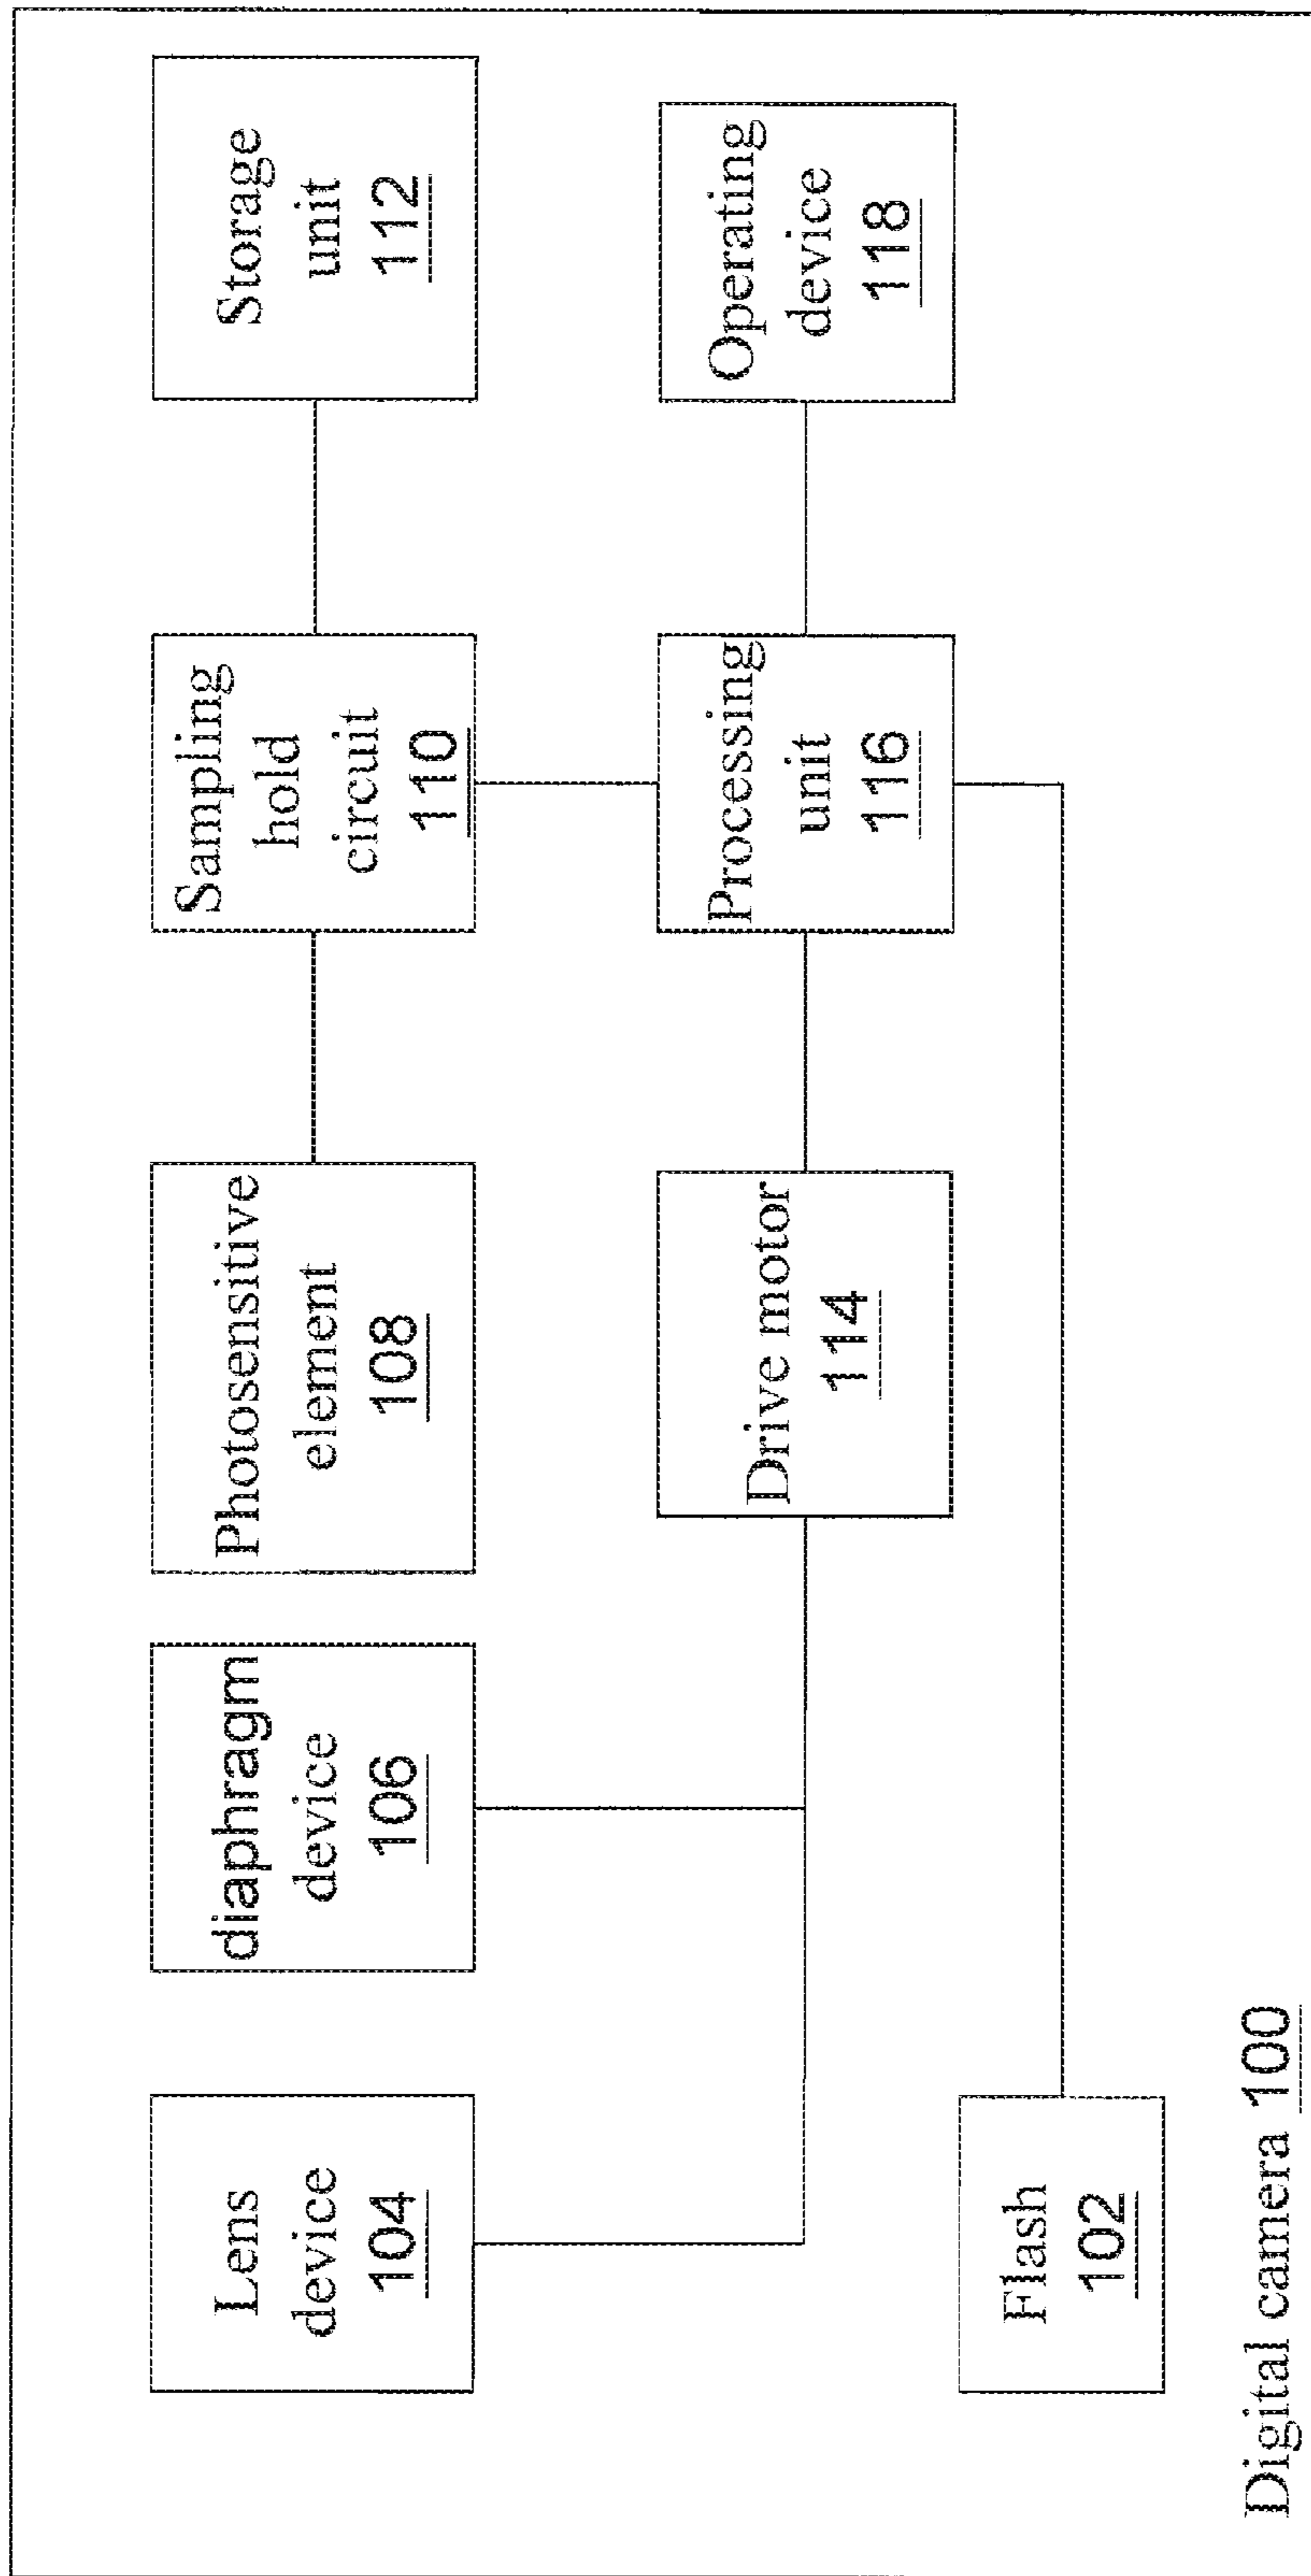 Lens
device
104
diaphragm
device
106
Photosensitive
element
108
Sampling
hold
circuit
110
Storage
unit
112
Drive motor
114
Processing
unit
116
Operating
device
118
Flash
102
Digital camera 100